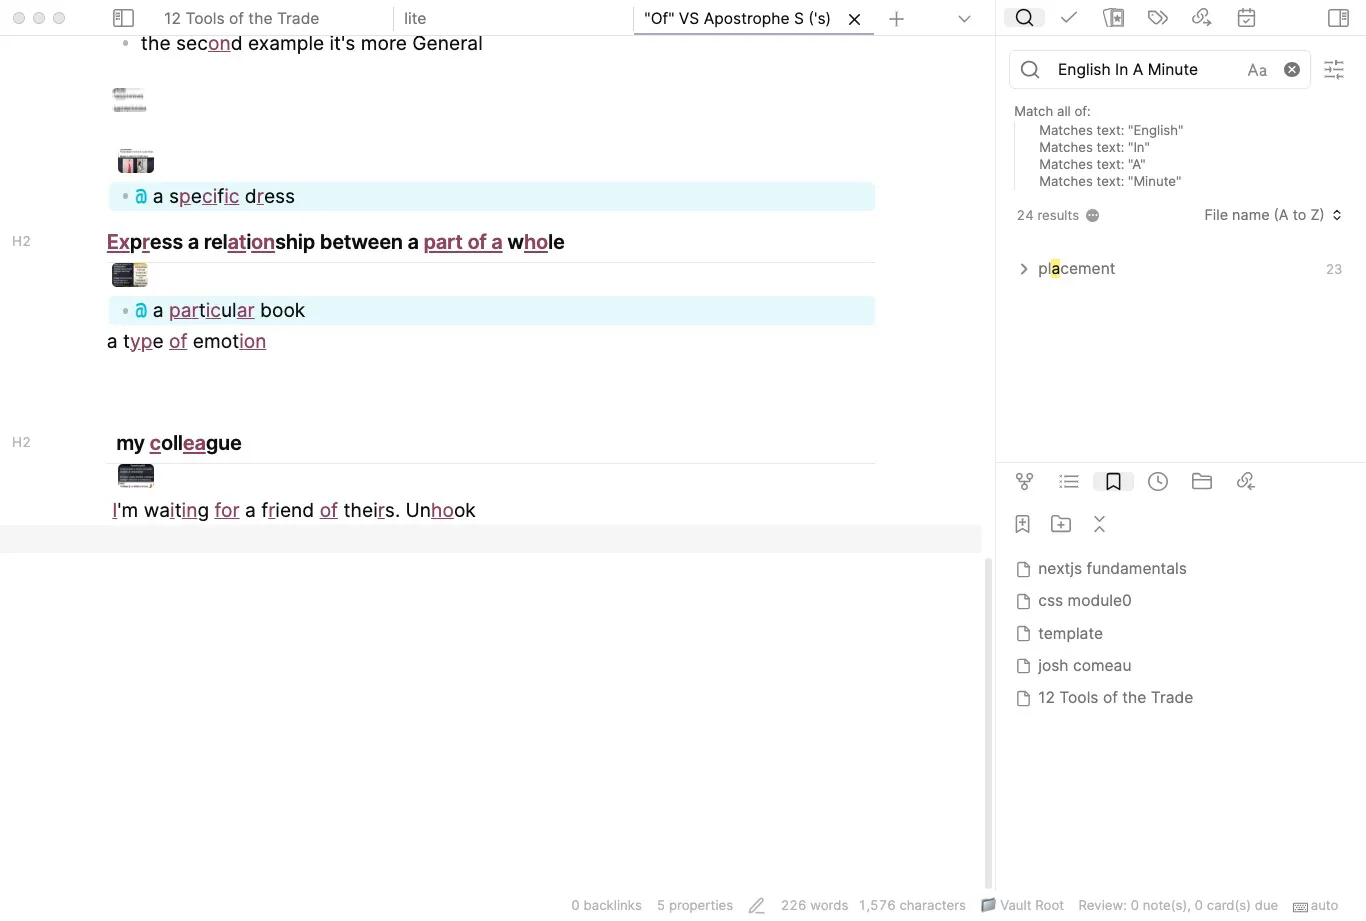 12 Tools of the Trade
lite
"Of" VS Apostrophe S ('s)
the second example it's more General
a specific dress
H2
Express a relationship between a part of a whole
a particular book
a type of emotion
H2
my colleague
I'm waiting for a friend of theirs. Unhook
English In A Minute
Aa
Match all of:
Matches text: "English"
Matches text: "In"
Matches text: "A"
Matches text: "Minute"
24 results
File name (A to Z)
placement
23
nextjs fundamentals
css module0
template
josh comeau
12 Tools of the Trade
0 backlinks 5 properties 226 words 1,576 characters Vault Root Review: 0 note(s), 0 card(s) due auto